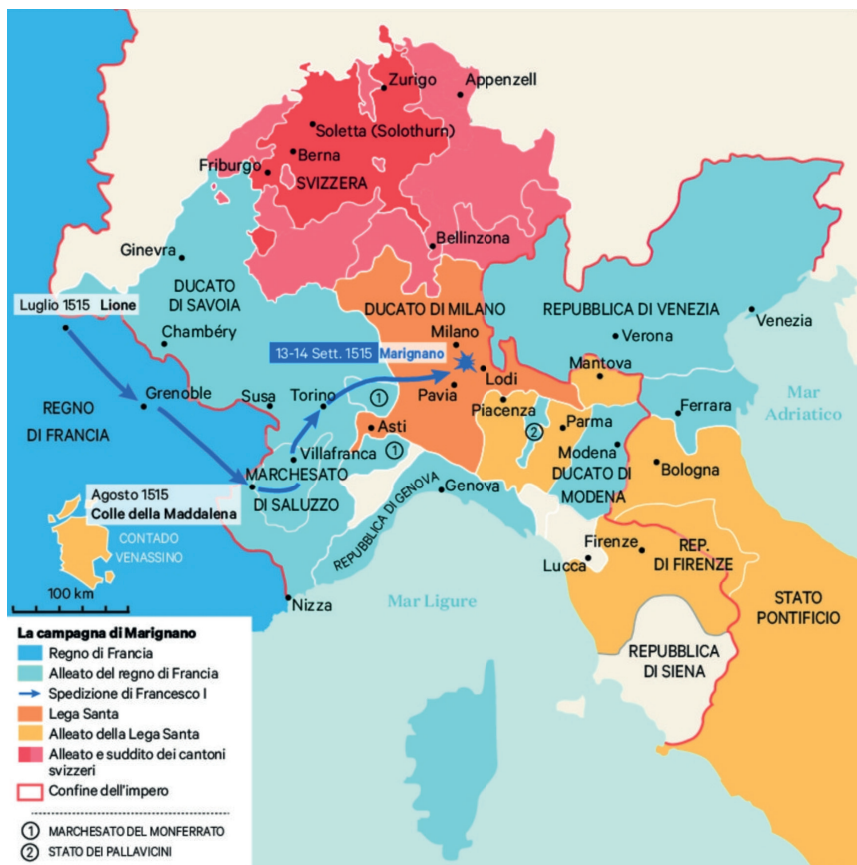 Zurigo
Appenzell
Soletta (Solothurn)
Berna
Friburgo
SVIZZERA
Bellinzona
Ginevra
DUCATO
DI SAVOIA
Luglio 1515 Lione
Chambéry
DUCATO DI MILANO
Milano
REPUBBLICA DI VENEZIA
Venezia
Verona
13-14 Sett. 1515 Marignano
Lodi
Mantova
Grenoble
Susa
Torino
1
Pavia
Piacenza
Mar
Adriatico
REGNO
DI FRANCIA
Asti
2
Parma
Ferrara
Villafranca
1
Modena
DUCATO DI
MODENA
Bologna
MARCHESATO
DI SALUZZO
Agosto 1515
Colle della Maddalena
REPUBBLICA DI GENOVA
Genova
CONTADO
VENASSINO
Firenze
Lucca
REP.
DI FIRENZE
100 km
Nizza
Mar Ligure
STATO
PONTIFICIO
REPUBBLICA
DI SIENA
La campagna di Marignano
Regno di Francia
Alleato del regno di Francia
Spedizione di Francesco I
Lega Santa
Alleato della Lega Santa
Alleato e suddito dei cantoni
svizzeri
Confine dell'impero
1 MARCHESATO DEL MONFERRATO
2 STATO DEI PALLAVICINI